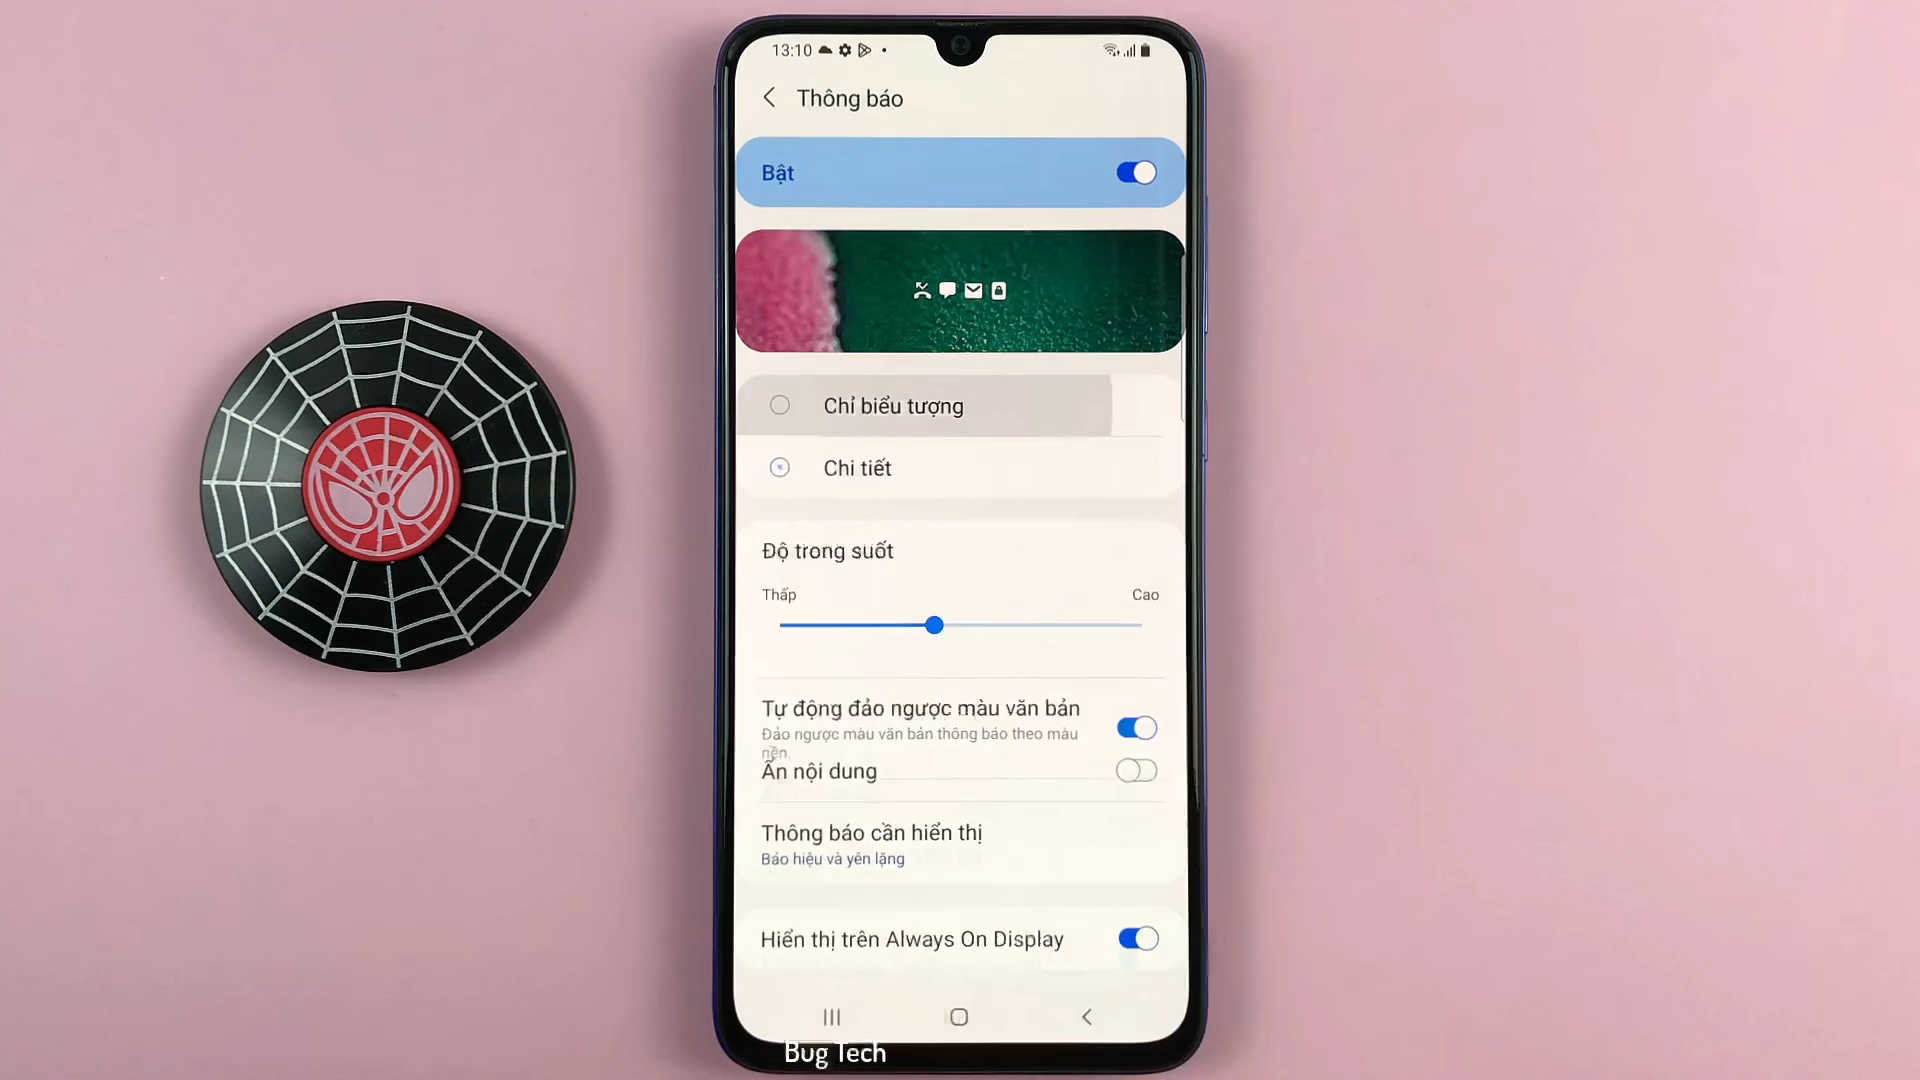 13:10
Thông báo
Bật
Chỉ biểu tượng
Chi tiết
Độ trong suốt
Thấp
Cao
Tự động đảo ngược màu văn bản
Đảo ngược màu văn bản thông báo theo màu
nền.
Ẩn nội dung
Thông báo cần hiển thị
Báo hiệu và yên lặng
Hiển thị trên Always On Display
Bug Tech